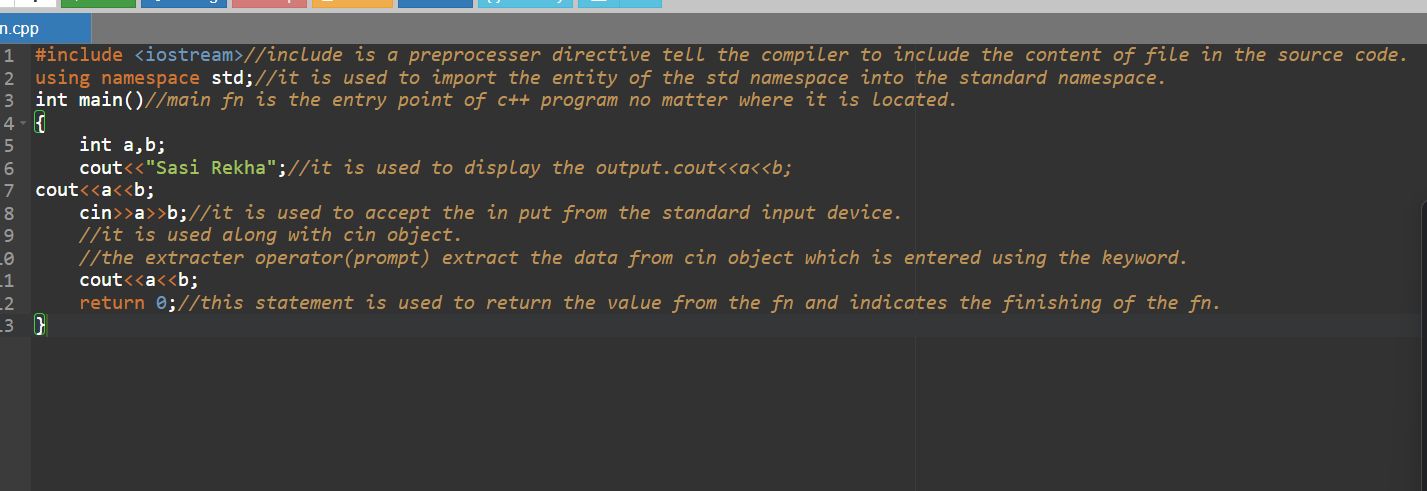 n.cpp
1 #include <iostream>//include is a preprocesser directive tell the compiler to include the content of file in the source code.
2 using namespace std;//it is used to import the entity of the std namespace into the standard namespace.
3 int main()//main fn is the entry point of c++ program no matter where it is located.
4 {
5 int a,b;
6 cout<<"Sasi Rekha";//it is used to display the output.cout<<a<<b;
7 cout<<a<<b;
8 cin>>a>>b;//it is used to accept the in put from the standard input device.
9 //it is used along with cin object.
10 //the extracter operator(prompt) extract the data from cin object which is entered using the keyword.
11 cout<<a<<b;
12 return 0;//this statement is used to return the value from the fn and indicates the finishing of the fn.
13 }